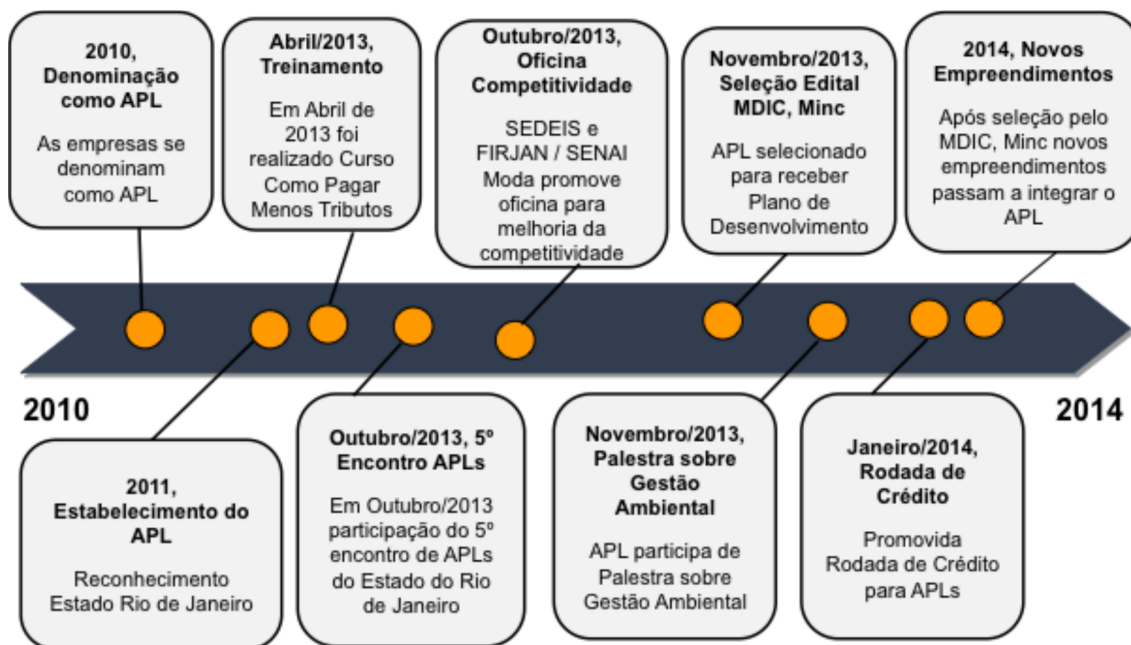 2010,
Denominação
como APL
As empresas se
denominam
como APL
Abril/2013,
Treinamento
Em Abril de
2013 foi
realizado Curso
Como Pagar
Menos Tributos
Outubro/2013,
Oficina
Competitividade
SEDEIS e
FIRJAN / SENAI
Moda promove
oficina para
melhoria da
competitividade
Novembro/2013,
Seleção Edital
MDIC, Minc
APL selecionado
para receber
Plano de
Desenvolvimento
2014, Novos
Empreendimentos
Após seleção pelo
MDIC, Minc novos
empreendimentos
passam a integrar o
APL
2010
2014
2011,
Estabelecimento do
APL
Reconhecimento
Estado Rio de Janeiro
Outubro/2013, 5º
Encontro APLs
Em Outubro/2013
participação do 5º
encontro de APLs
do Estado do Rio
de Janeiro
Novembro/2013,
Palestra sobre
Gestão
Ambiental
APL participa de
Palestra sobre
Gestão Ambiental
Janeiro/2014,
Rodada de
Crédito
Promovida
Rodada de Crédito
para APLs